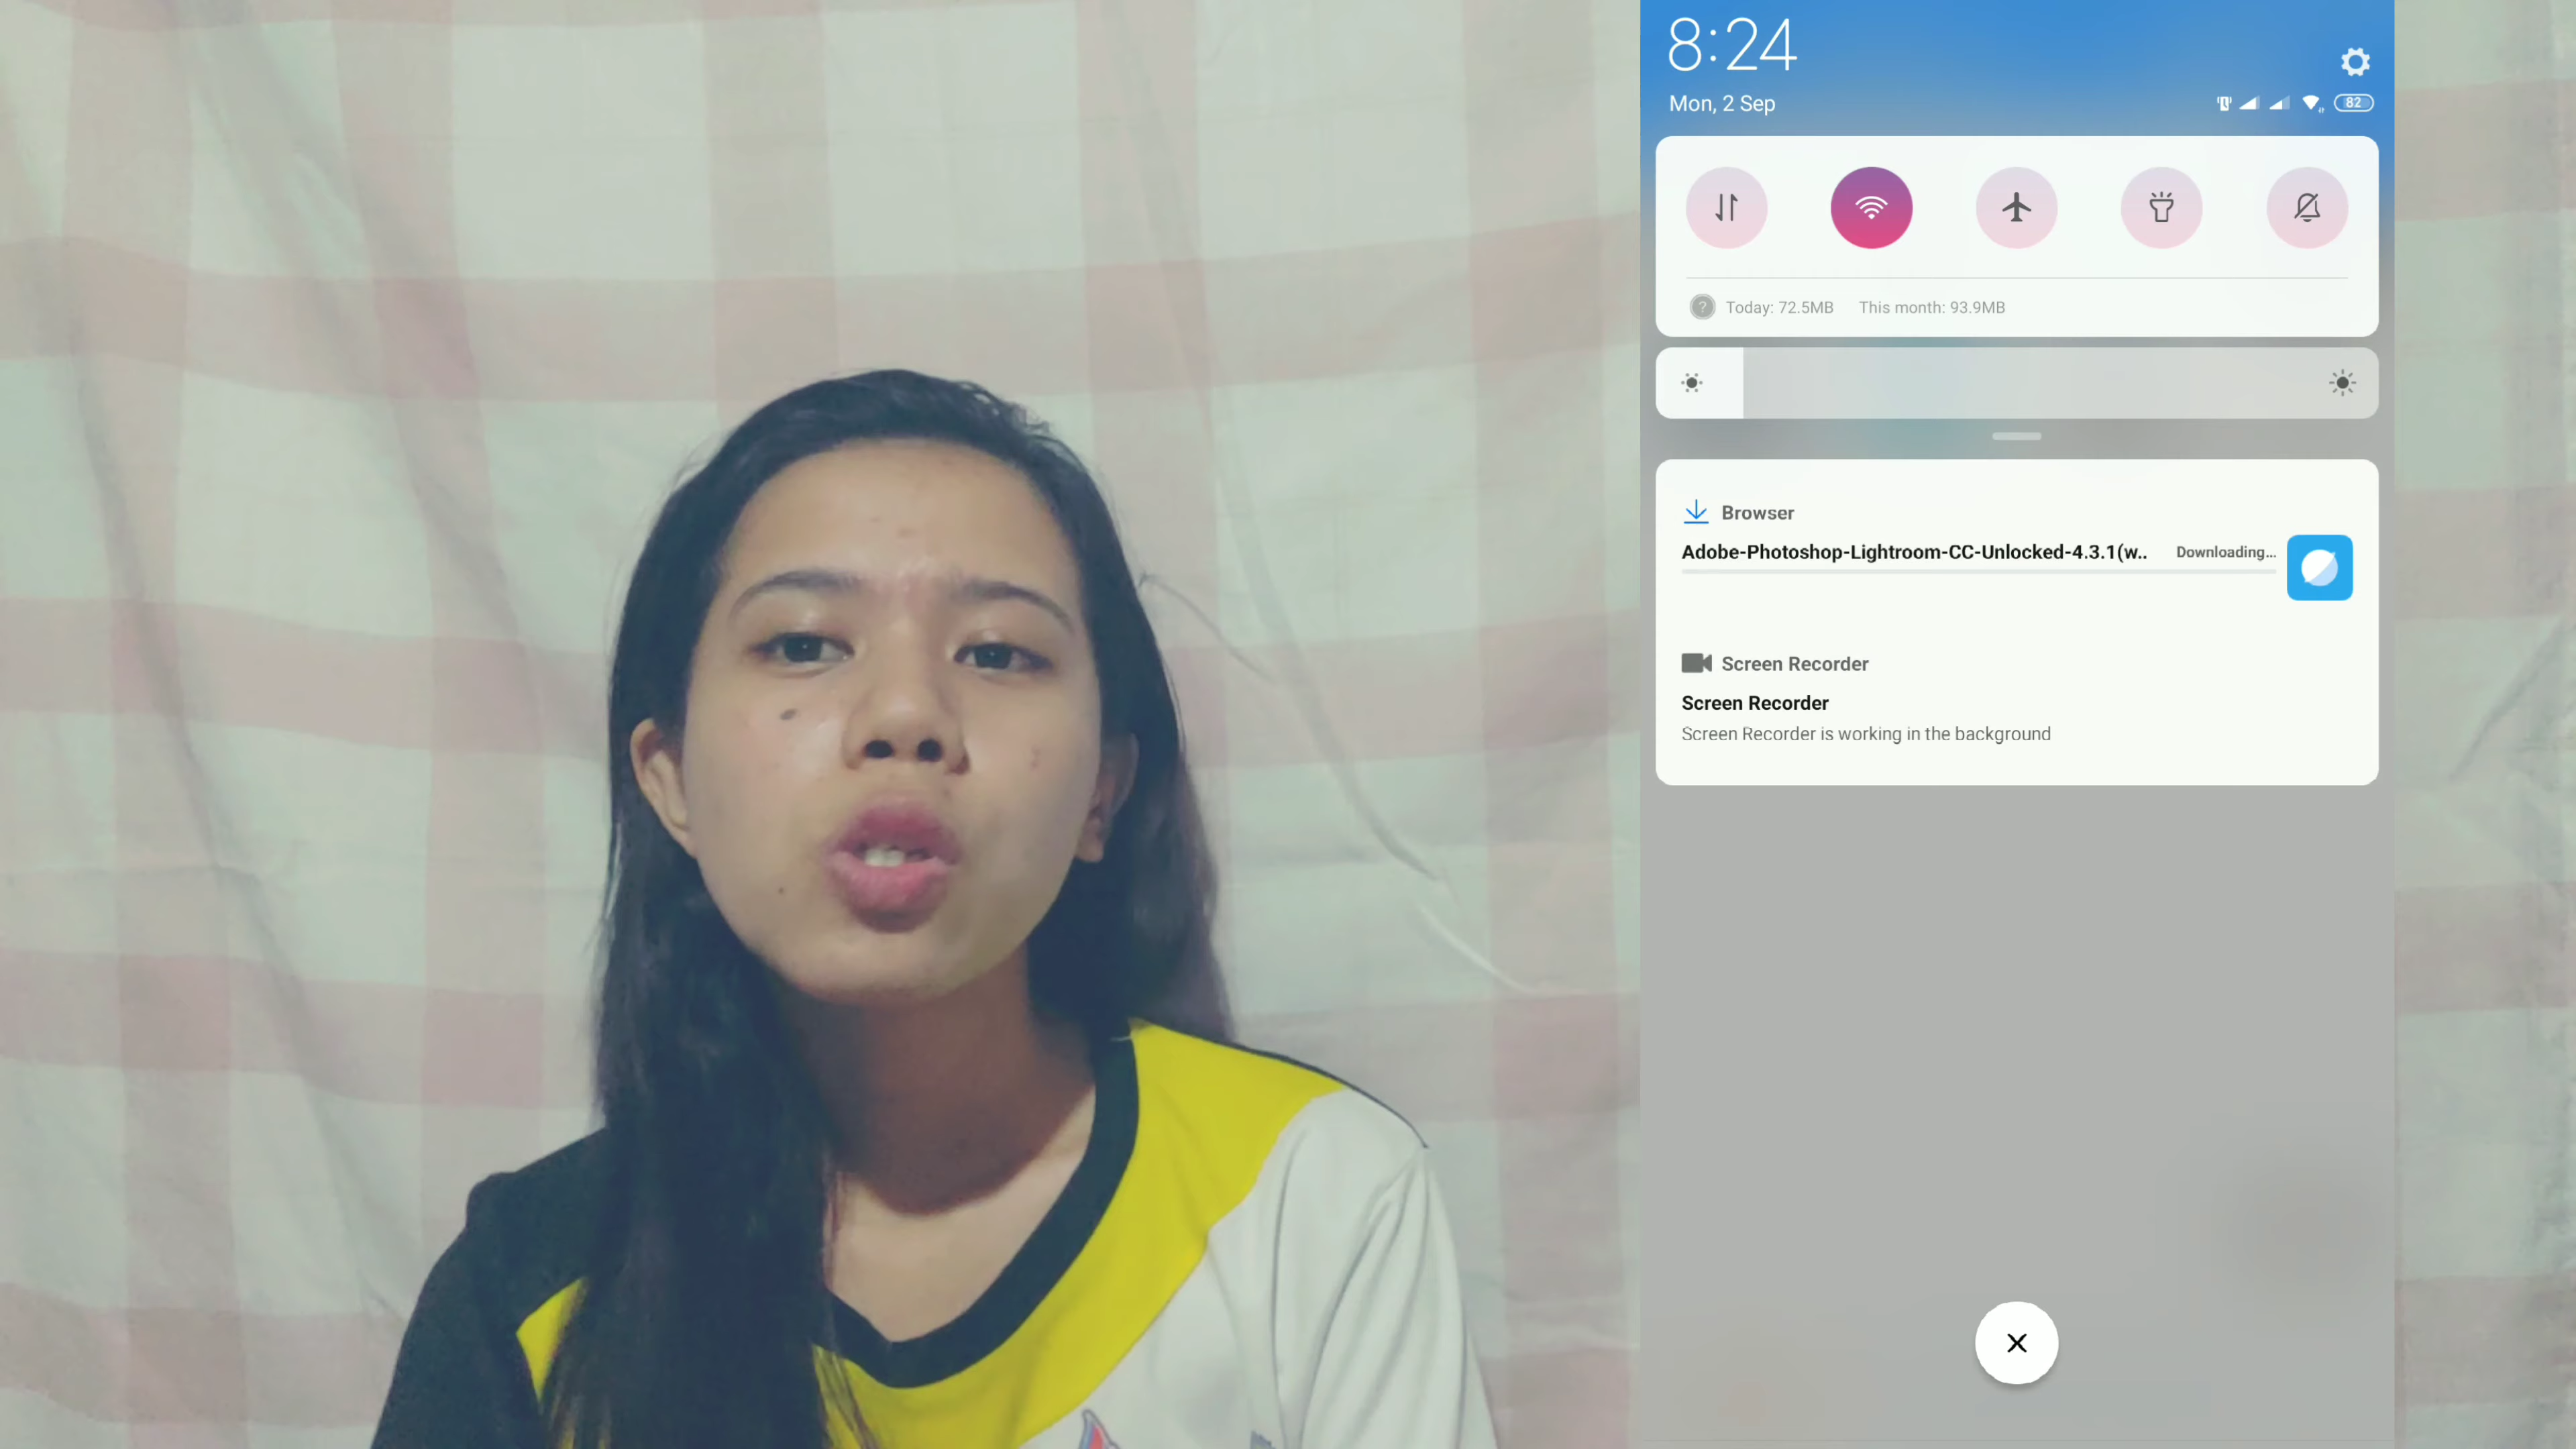 8:24
Mon, 2 Sep
82
Today: 72.5MB This month: 93.9MB
Browser
Adobe-Photoshop-Lightroom-CC-Unlocked-4.3.1(w.. Downloading...
Screen Recorder
Screen Recorder
Screen Recorder is working in the background